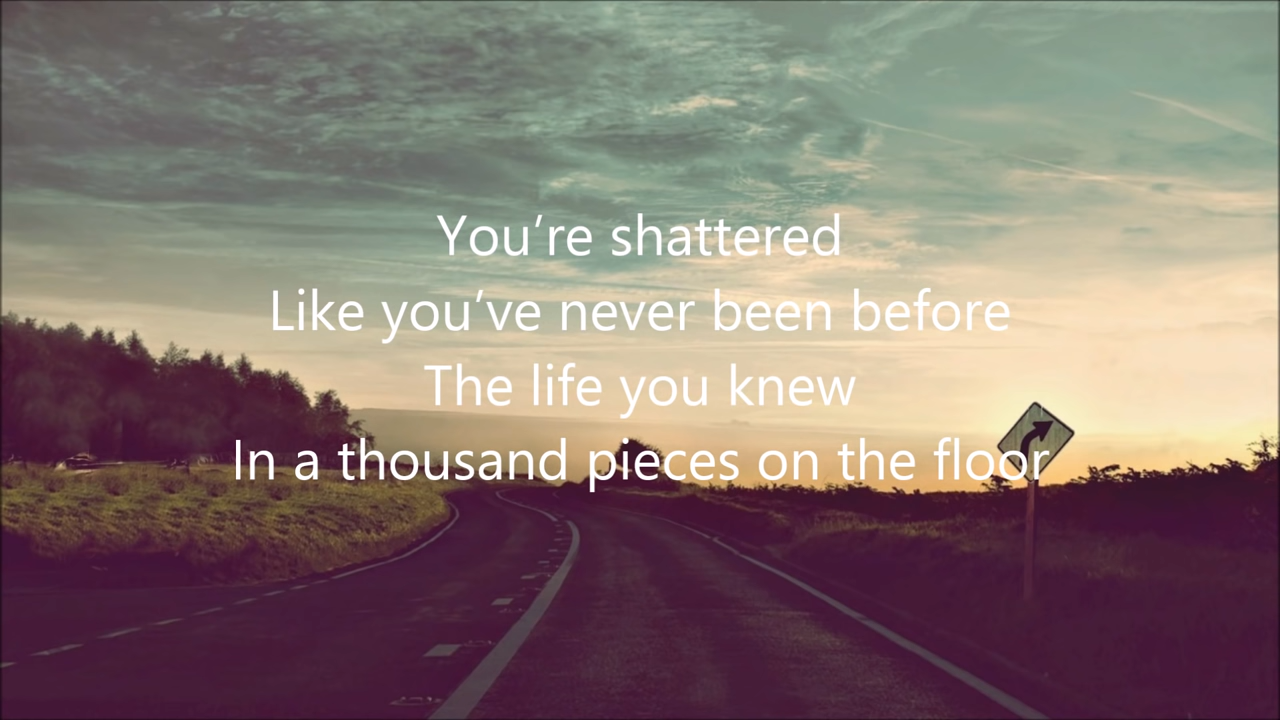 You’re shattered
Like you’ve never been before
The life you knew
In a thousand pieces on the floor